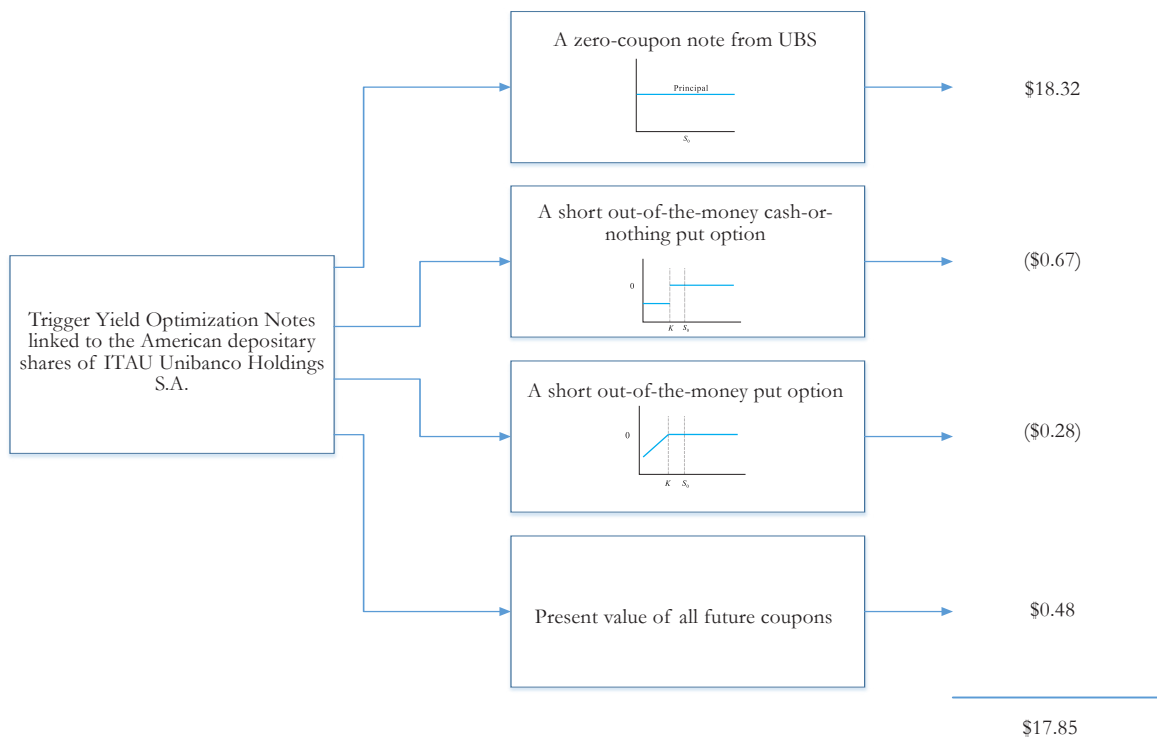 A zero-coupon note from UBS
Principal
S₀
$18.32
A short out-of-the-money cash-or-
nothing put option
0
K S₀
($0.67)
Trigger Yield Optimization Notes
linked to the American depositary
shares of ITAU Unibanco Holdings
S.A.
A short out-of-the-money put option
0
K S₀
($0.28)
Present value of all future coupons
$0.48
$17.85